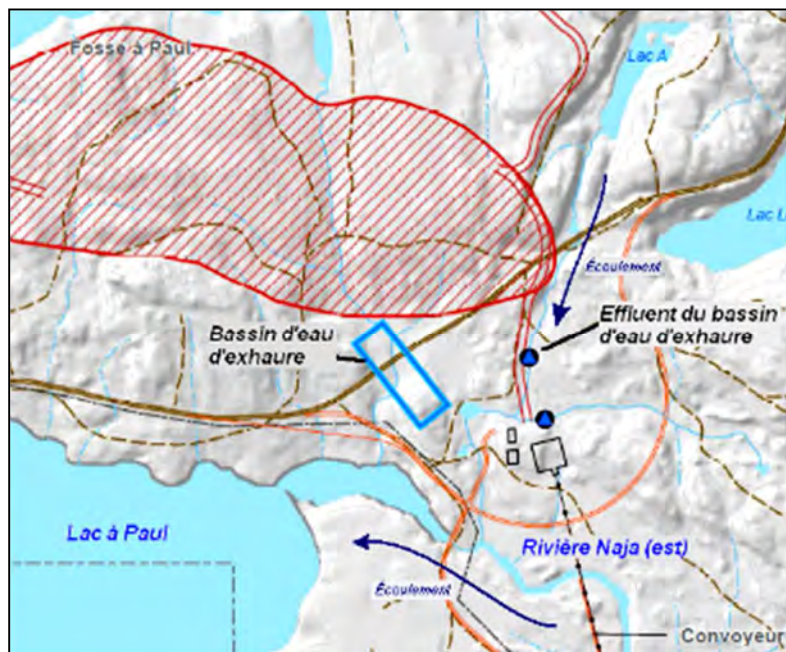 Fosse à Paul
Lac A
Lac L
Écoulement
Effluent du bassin
d'eau d'exhaure
Bassin d'eau
d'exhaure
Lac à Paul
Rivière Naja (est)
Écoulement
Convoyeur